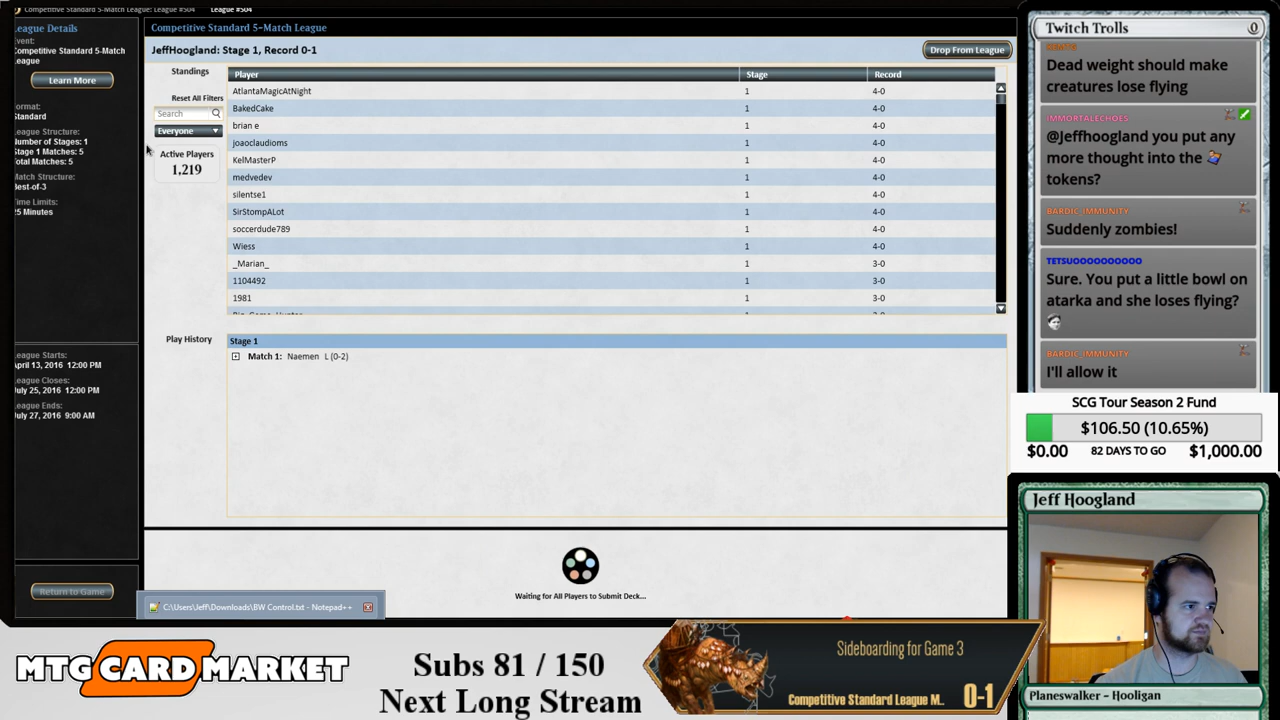 Competitive Standard 5-Match League: League #504
League #504
League Details
Event:
Competitive Standard 5-Match
League
Learn More
Format:
Standard
League Structure:
Number of Stages: 1
Stage 1 Matches: 5
Total Matches: 5
Match Structure:
Best-of-3
Time Limits:
25 Minutes
League Starts:
April 13, 2016 12:00 PM
League Closes:
July 25, 2016 12:00 PM
League Ends:
July 27, 2016 9:00 AM
Return to Game
Competitive Standard 5-Match League
JeffHoogland: Stage 1, Record 0-1
Drop From League
Standings
Reset All Filters
Search
Everyone
Active Players
1,219
Player Stage Record
AtlantaMagicAtNight 1 4-0
BakedCake 1 4-0
brian e 1 4-0
joaoclaudioms 1 4-0
KelMasterP 1 4-0
medvedev 1 4-0
silentse1 1 4-0
SirStompALot 1 4-0
soccerdude789 1 4-0
Wiess 1 4-0
_Marian_ 1 3-0
1104492 1 3-0
1981 1 3-0
Play History
Stage 1
Match 1: Naemen L (0-2)
Waiting for All Players to Submit Deck...
C:\Users\Jeff\Downloads\BW Control.txt - Notepad++
Twitch Trolls 0
Dead weight should make
creatures lose flying
IMMORTALECHOES
@Jeffhoogland you put any
more thought into the
tokens?
BARDIC_IMMUNITY
Suddenly zombies!
TETSUOOOOOOOOOO
Sure. You put a little bowl on
atarka and she loses flying?
BARDIC_IMMUNITY
I'll allow it
SCG Tour Season 2 Fund
$106.50 (10.65%)
$0.00 82 DAYS TO GO $1,000.00
Jeff Hoogland
Planeswalker – Hooligan
MTG CARD MARKET
Subs 81 / 150
Next Long Stream
Sideboarding for Game 3
Competitive Standard League M.. 0-1